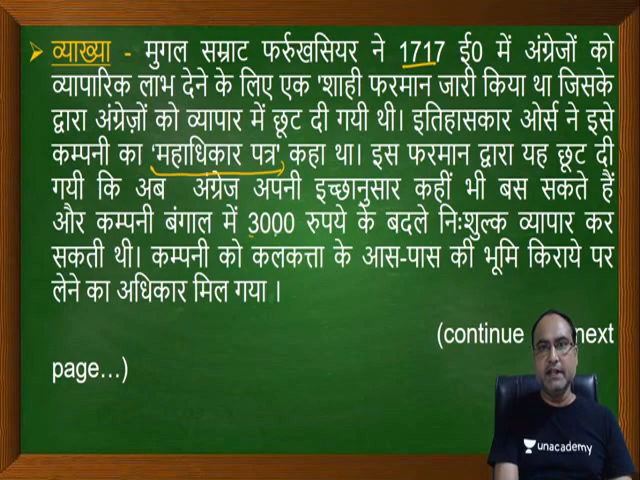 ➤ व्याख्या - मुगल सम्राट फर्रुखसियर ने 1717 ई0 में अंग्रेजों को
व्यापारिक लाभ देने के लिए एक 'शाही फरमान जारी किया था जिसके
द्वारा अंग्रेज़ों को व्यापार में छूट दी गयी थी। इतिहासकार ओर्स ने इसे
कम्पनी का 'महाधिकार पत्र' कहा था। इस फरमान द्वारा यह छूट दी
गयी कि अब अंग्रेज अपनी इच्छानुसार कहीं भी बस सकते हैं
और कम्पनी बंगाल में 3000 रुपये के बदले निःशुल्क व्यापार कर
सकती थी। कम्पनी को कलकत्ता के आस-पास की भूमि किराये पर
लेने का अधिकार मिल गया ।
(continue next
page...)
unacademy